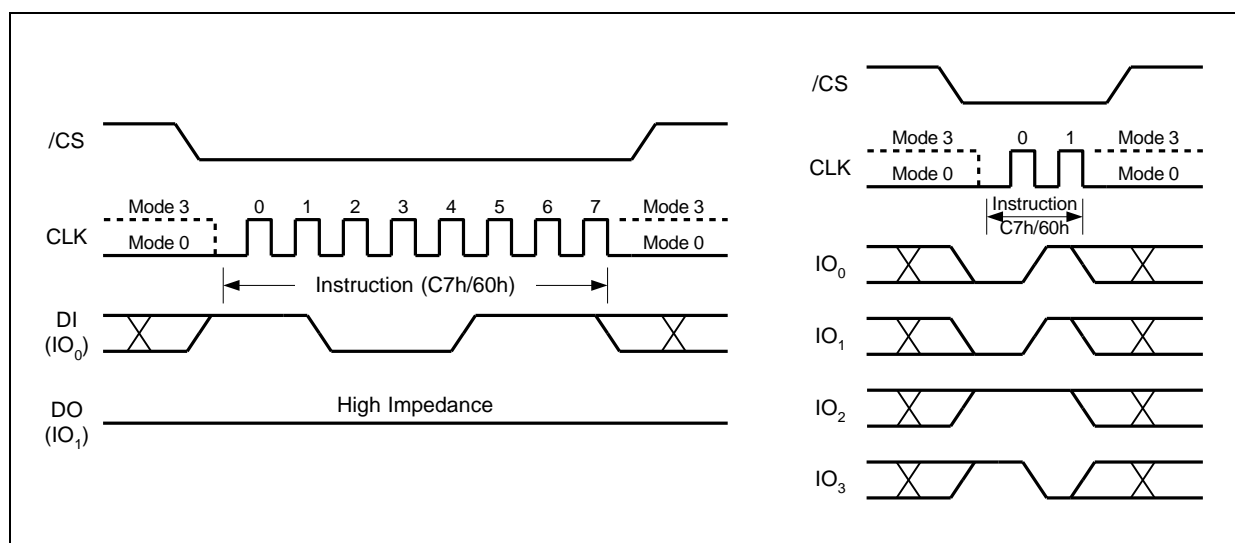 /CS
Mode 3 0 1 2 3 4 5 6 7 Mode 3
CLK Mode 0 Mode 0
Instruction (C7h/60h)
DI
(IO0)
High Impedance
DO
(IO1)
/CS
Mode 3 0 1 Mode 3
CLK Mode 0 Mode 0
Instruction
C7h/60h
IO0
IO1
IO2
IO3